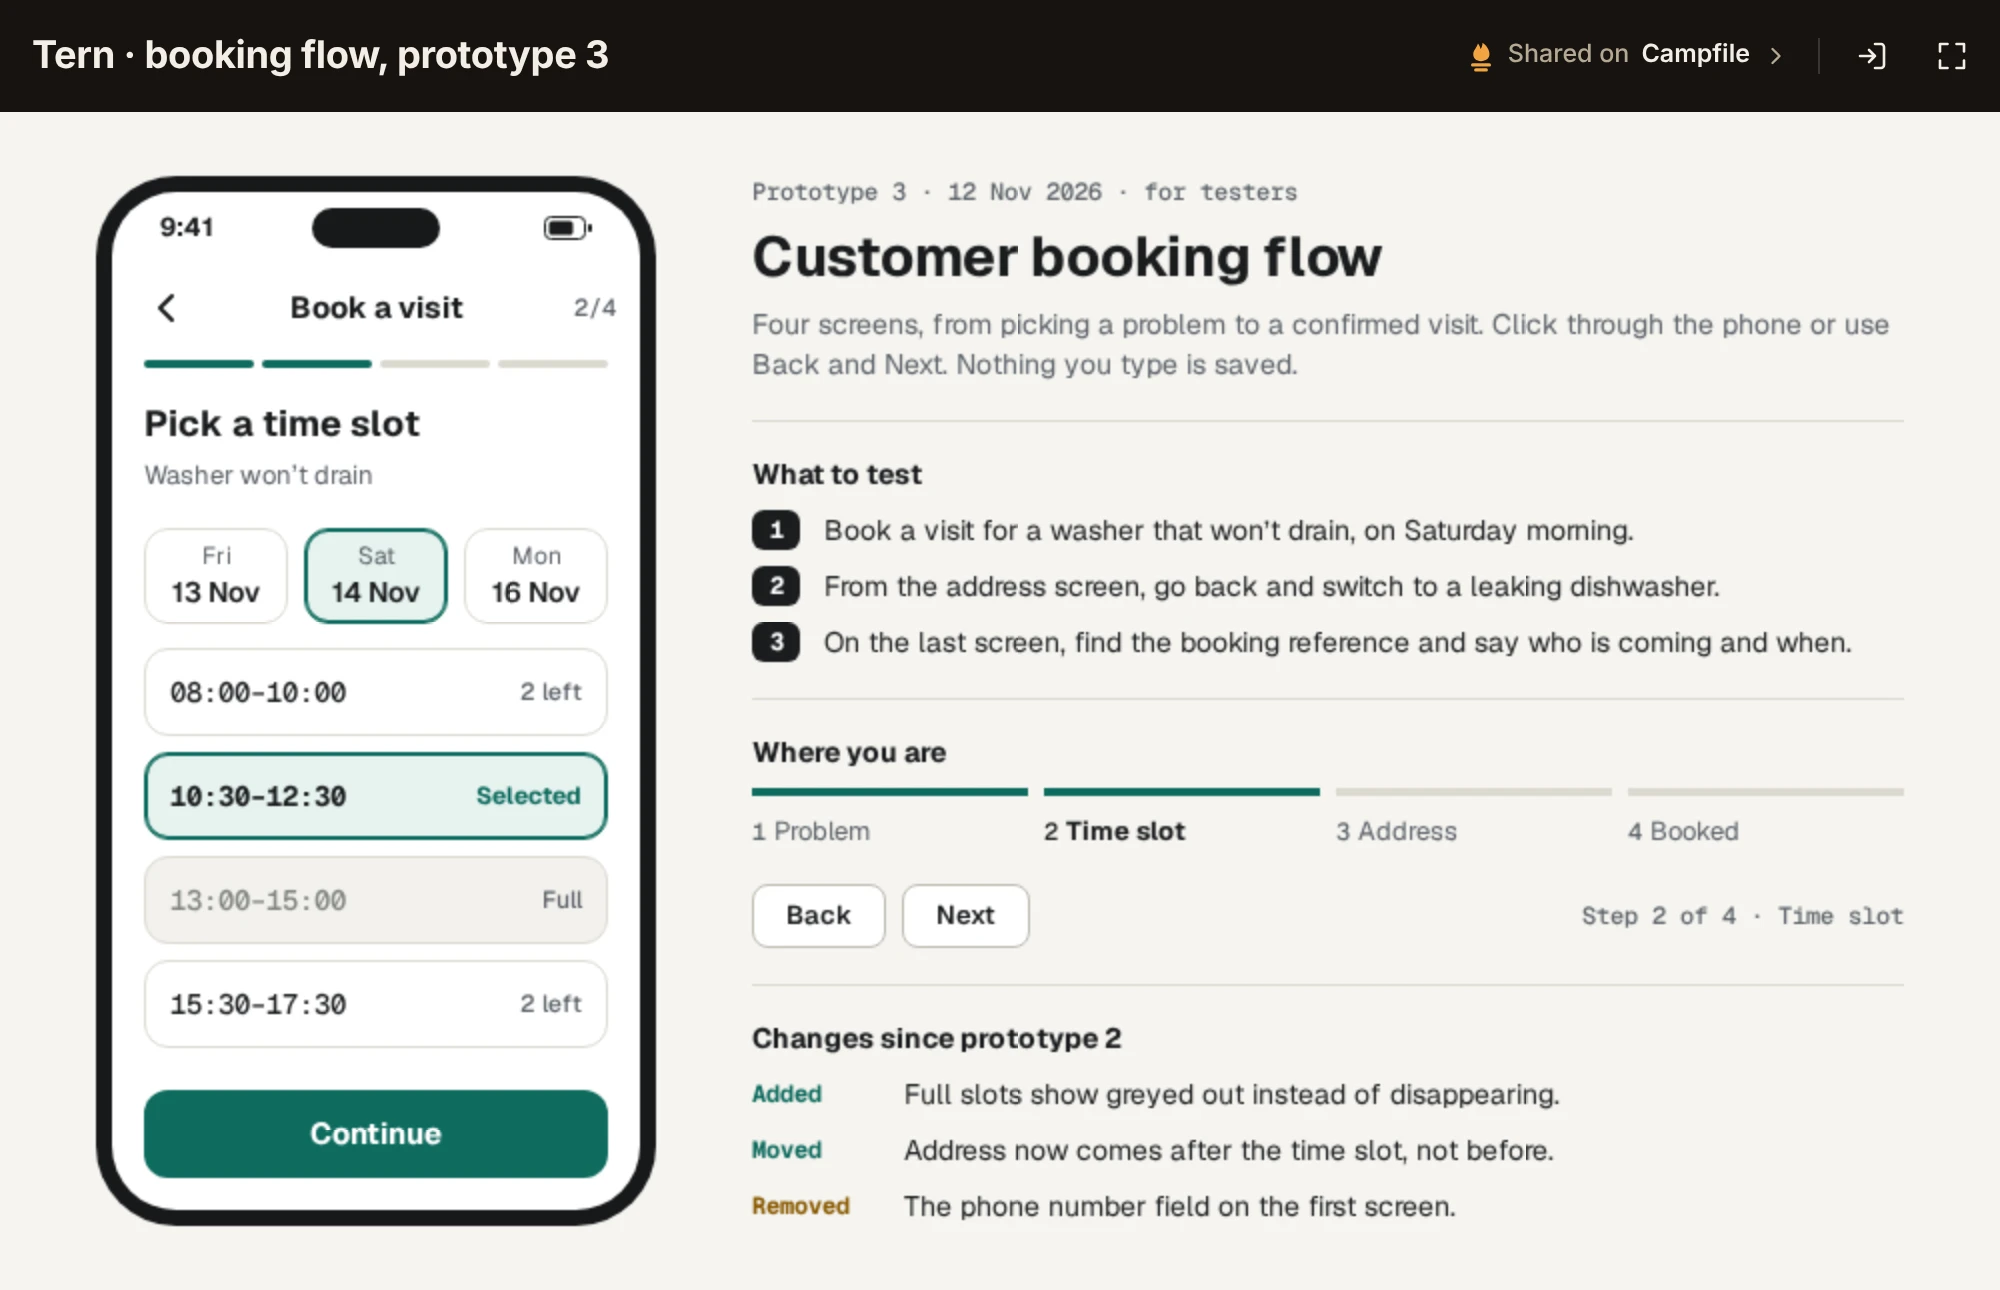 Tern · booking flow, prototype 3
Shared on Campfile
9:41
Book a visit
2/4
Pick a time slot
Washer won’t drain
Fri
13 Nov
Sat
14 Nov
Mon
16 Nov
08:00–10:00
2 left
10:30–12:30
Selected
13:00–15:00
Full
15:30–17:30
2 left
Continue
Prototype 3 · 12 Nov 2026 · for testers
Customer booking flow
Four screens, from picking a problem to a confirmed visit. Click through the phone or use
Back and Next. Nothing you type is saved.
What to test
1 Book a visit for a washer that won’t drain, on Saturday morning.
2 From the address screen, go back and switch to a leaking dishwasher.
3 On the last screen, find the booking reference and say who is coming and when.
Where you are
1 Problem
2 Time slot
3 Address
4 Booked
Back
Next
Step 2 of 4 · Time slot
Changes since prototype 2
Added Full slots show greyed out instead of disappearing.
Moved Address now comes after the time slot, not before.
Removed The phone number field on the first screen.